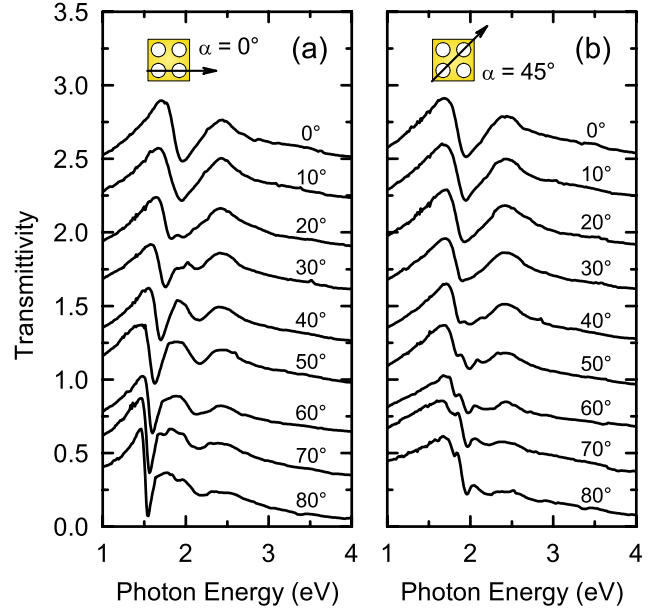 3.5
3.0
2.5
2.0
1.5
1.0
0.5
0.0
Transmittivity
α = 0°
(a)
0°
10°
20°
30°
40°
50°
60°
70°
80°
1 2 3 4
Photon Energy (eV)
(b)
α = 45°
0°
10°
20°
30°
40°
50°
60°
70°
80°
1 2 3 4
Photon Energy (eV)